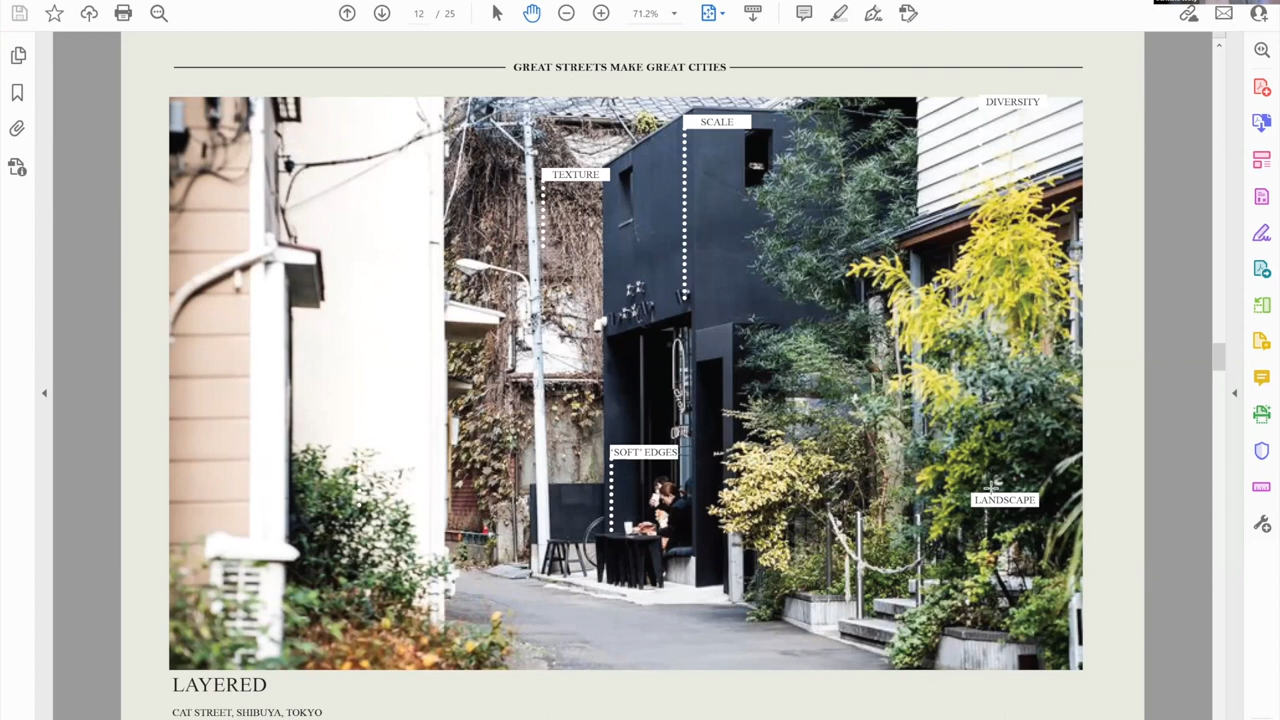 12 / 25
71.2%
GREAT STREETS MAKE GREAT CITIES
DIVERSITY
SCALE
TEXTURE
'SOFT' EDGES
LANDSCAPE
LAYERED
CAT STREET, SHIBUYA, TOKYO